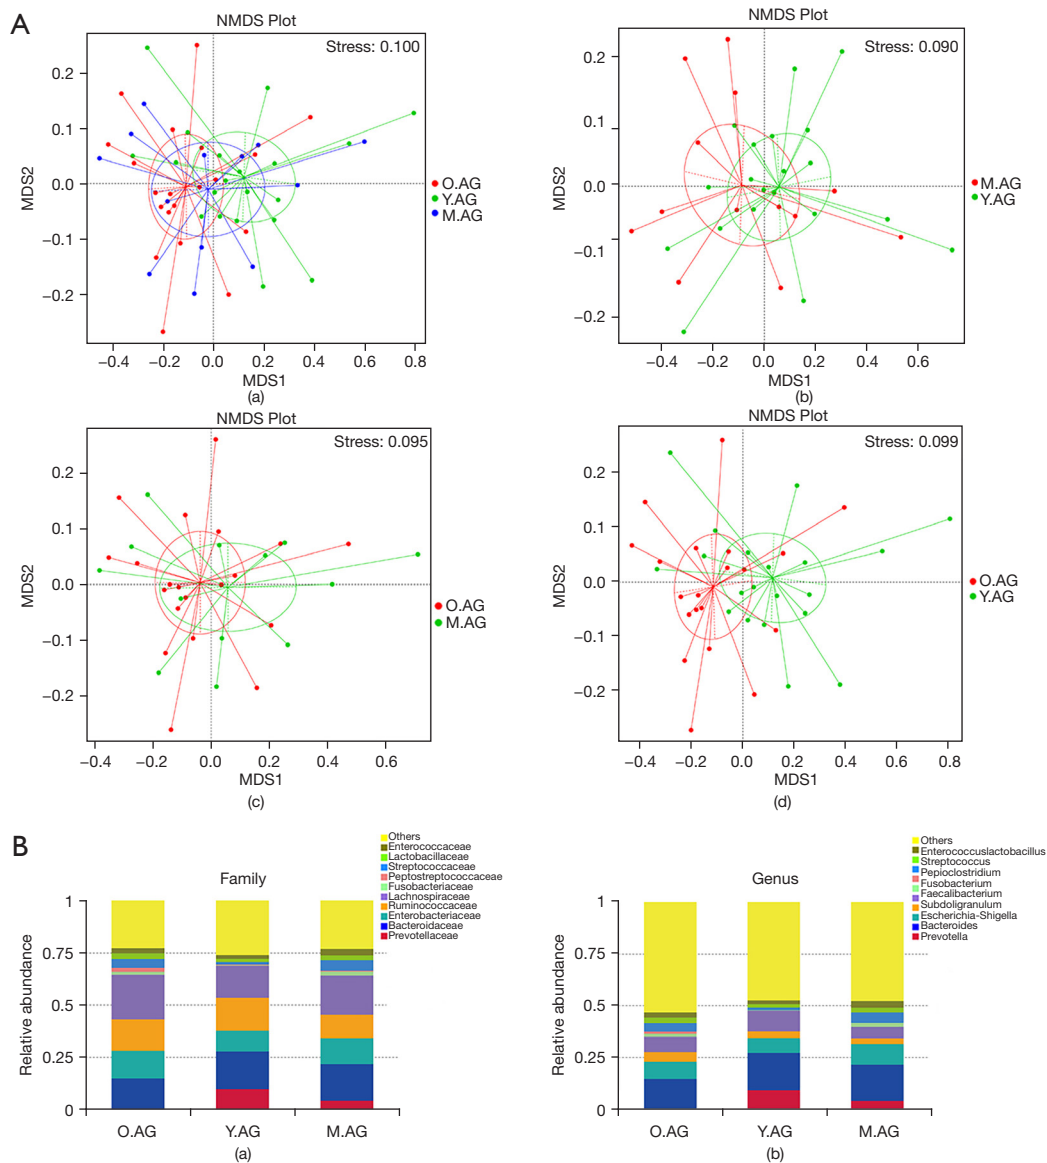 A
NMDS Plot
Stress: 0.100
0.2
0.1
0.0
−0.1
−0.2
MDS2
−0.4 −0.2 0.0 0.2 0.4 0.6 0.8
MDS1
(a)
O.AG
Y.AG
M.AG
NMDS Plot
Stress: 0.090
0.2
0.0
−0.2
MDS2
−0.4 −0.2 0.0 0.2 0.4 0.6
MDS1
(b)
M.AG
Y.AG
NMDS Plot
Stress: 0.095
0.2
0.1
0.0
−0.1
−0.2
MDS2
−0.4 −0.2 0.0 0.2 0.4 0.6
MDS1
(c)
O.AG
M.AG
NMDS Plot
Stress: 0.099
0.2
0.1
0.0
−0.1
−0.2
MDS2
−0.4 −0.2 0.0 0.2 0.4 0.6 0.8
MDS1
(d)
O.AG
Y.AG
B
Family
Others
Enterococcaceae
Lactobacillaceae
Streptococcaceae
Peptostreptococcaceae
Fusobacteriaceae
Lachnospiraceae
Ruminococcaceae
Enterobacteriaceae
Bacteroidaceae
Prevotellaceae
1
0.75
0.5
0.25
0
Relative abundance
O.AG Y.AG M.AG
(a)
Genus
Others
Enterococcuslactobacillus
Streptococcus
Pepioclostridium
Fusobacterium
Faecalibacterium
Subdoligranulum
Escherichia-Shigella
Bacteroides
Prevotella
1
0.75
0.5
0.25
0
Relative abundance
O.AG Y.AG M.AG
(b)